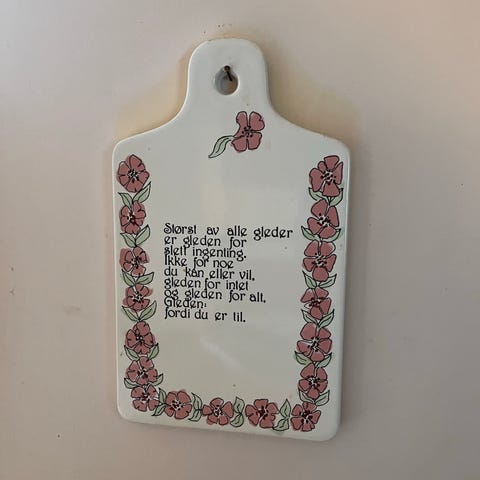 Størst av alle gleder
er gleden for
slett ingenting.
Ikke for noe
du kan eller vil,
gleden for intet
og gleden for alt.
Gleden:
fordi du er til.